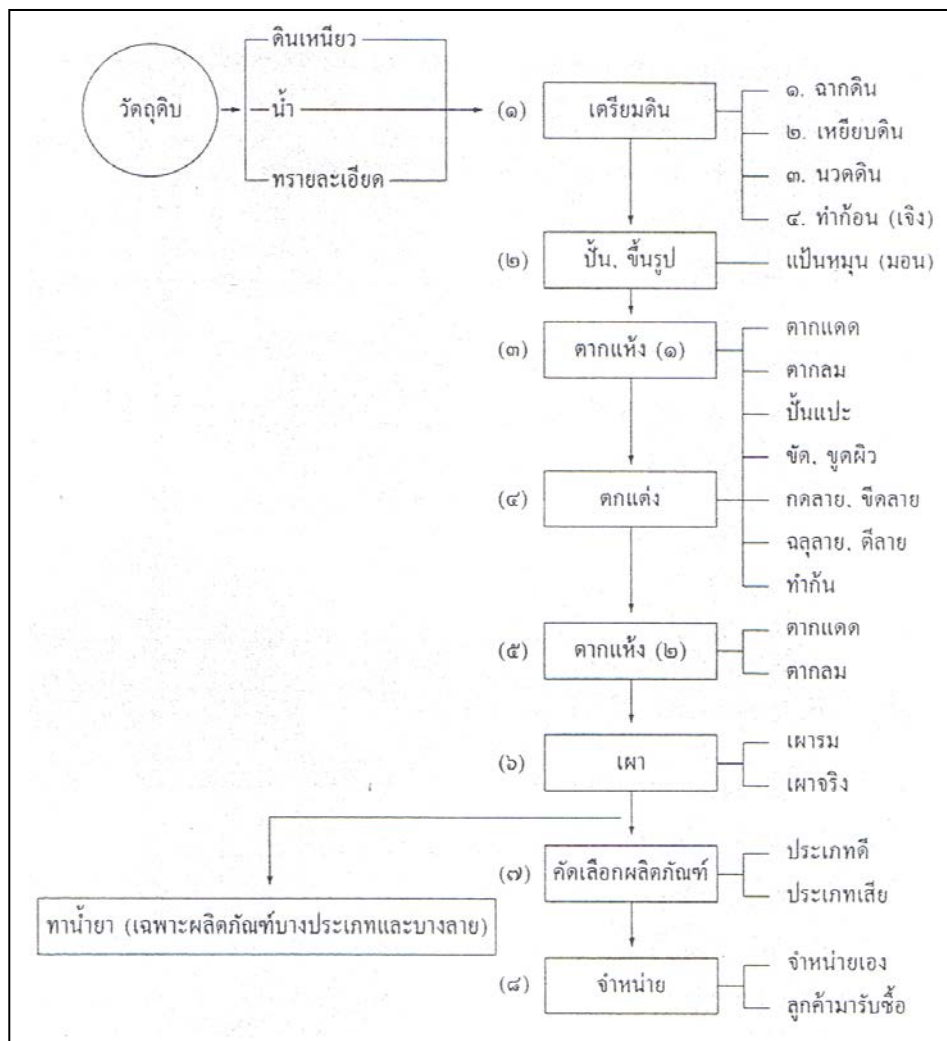 วัตถุดิบ
ดินเหนียว
น้ำ
ทรายละเอียด
(๑) เตรียมดิน
๑. ฉากดิน
๒. เหยียบดิน
๓. นวดดิน
๔. ทำก้อน (เจิง)
(๒) ปั้น, ขึ้นรูป
แป้นหมุน (มอน)
(๓) ตากแห้ง (๑)
ตากแดด
ตากลม
ปั้นแปะ
ขัด, ขูดผิว
(๔) ตกแต่ง
กดลาย, ขีดลาย
ฉลุลาย, ตีลาย
ทำก้น
(๕) ตากแห้ง (๒)
ตากแดด
ตากลม
(๖) เผา
เผารม
เผาจริง
(๗) คัดเลือกผลิตภัณฑ์
ประเภทดี
ประเภทเสีย
ทาน้ำยา (เฉพาะผลิตภัณฑ์บางประเภทและบางลาย)
(๘) จำหน่าย
จำหน่ายเอง
ลูกค้ามารับซื้อ